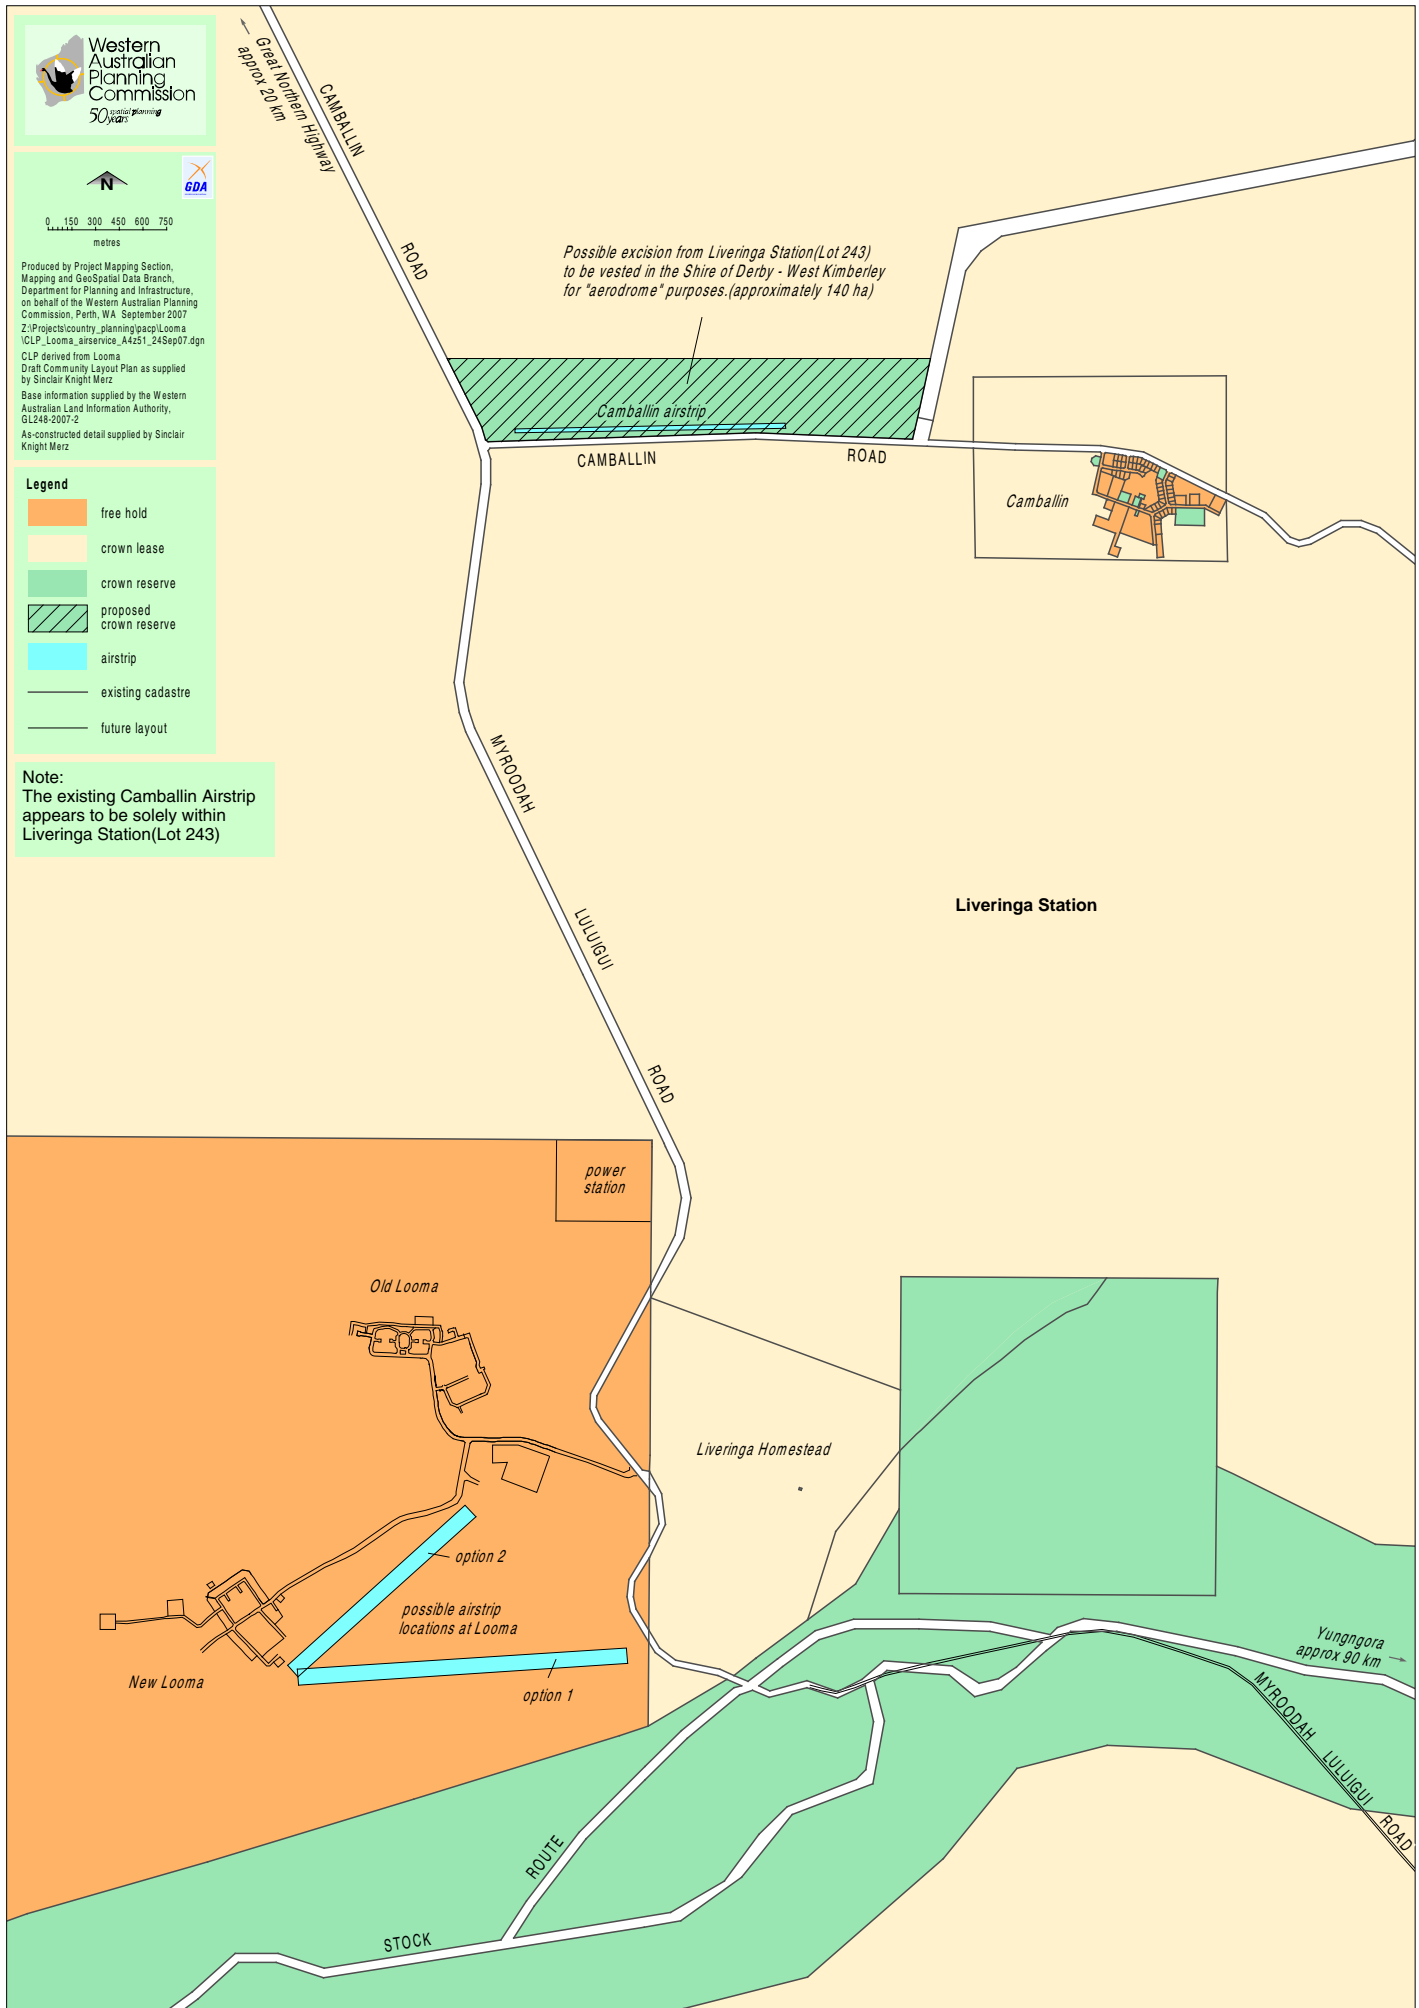 Western
Australian
Planning
Commission
50 years spatial planning
N
GDA
0 150 300 450 600 750
metres
Produced by Project Mapping Section,
Mapping and GeoSpatial Data Branch,
Department for Planning and Infrastructure,
on behalf of the Western Australian Planning
Commission, Perth, WA September 2007
Z:\Projects\country_planning\pacp\Looma
\CLP_Looma_airservice_A4z51_24Sep07.dgn
CLP derived from Looma
Draft Community Layout Plan as supplied
by Sinclair Knight Merz
Base information supplied by the Western
Australian Land Information Authority,
GL248-2007-2
As-constructed detail supplied by Sinclair
Knight Merz
Legend
free hold
crown lease
crown reserve
proposed
crown reserve
airstrip
existing cadastre
future layout
Note:
The existing Camballin Airstrip
appears to be solely within
Liveringa Station(Lot 243)
Great Northern Highway
approx 20 km
CAMBALLIN
ROAD
Possible excision from Liveringa Station(Lot 243)
to be vested in the Shire of Derby - West Kimberley
for "aerodrome" purposes.(approximately 140 ha)
Camballin airstrip
CAMBALLIN ROAD
Camballin
MYROODAH
LULUIGUI
ROAD
Liveringa Station
power
station
Old Looma
Liveringa Homestead
option 2
possible airstrip
locations at Looma
New Looma
option 1
Yungngora
approx 90 km
MYROODAH LULUIGUI ROAD
ROUTE
STOCK